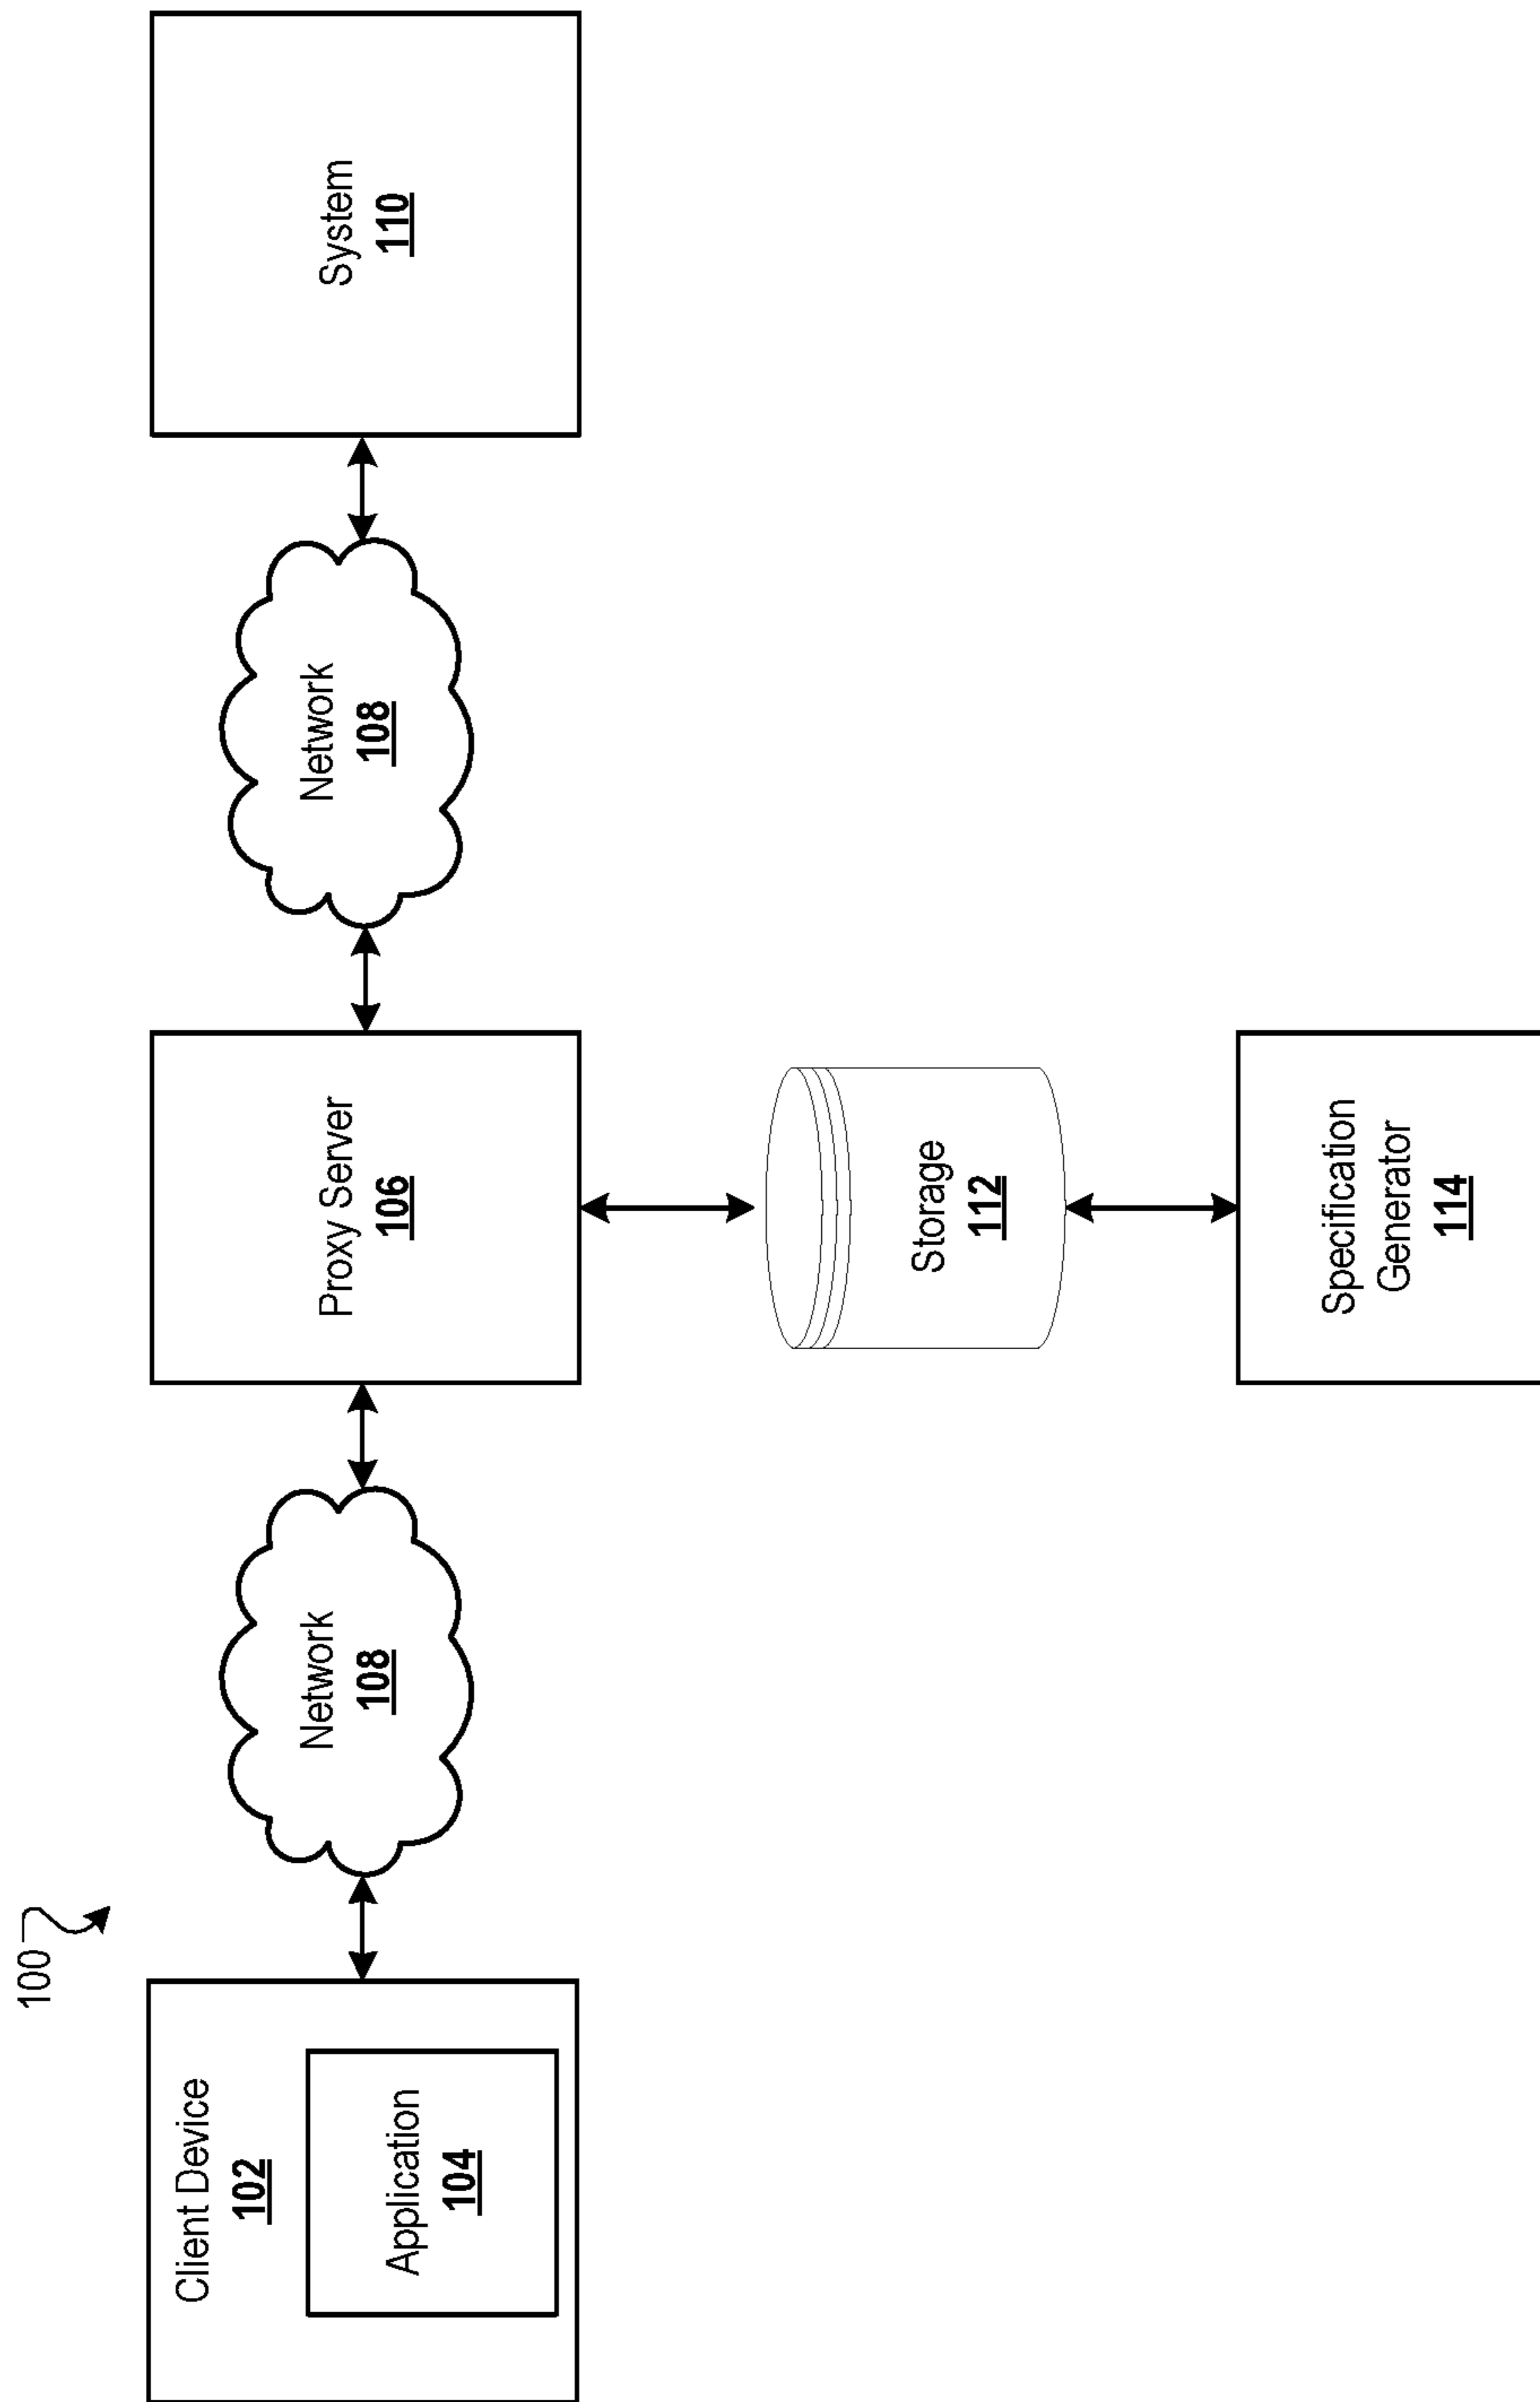 100
Client Device
102
Application
104
Network
108
Proxy Server
106
Network
108
System
110
Storage
112
Specification
Generator
114